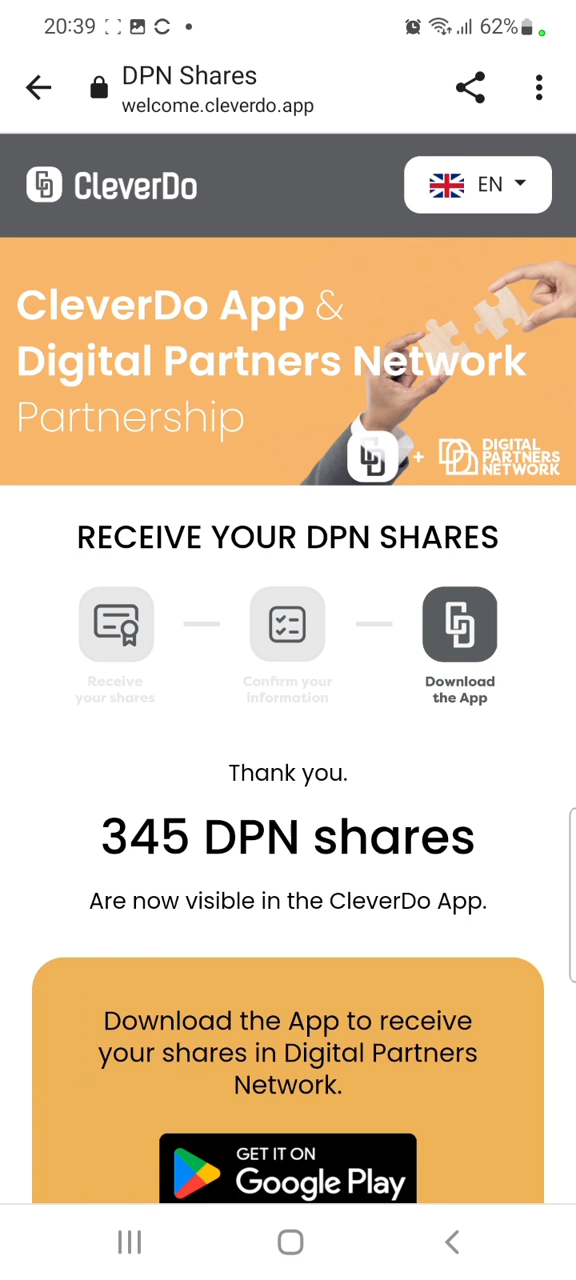 20:39
62%
DPN Shares
welcome.cleverdo.app
CleverDo
EN
CleverDo App &
Digital Partners Network
Partnership
+ DIGITAL
PARTNERS
NETWORK
RECEIVE YOUR DPN SHARES
Receive
your shares
Confirm your
information
Download
the App
Thank you.
345 DPN shares
Are now visible in the CleverDo App.
Download the App to receive
your shares in Digital Partners
Network.
GET IT ON
Google Play